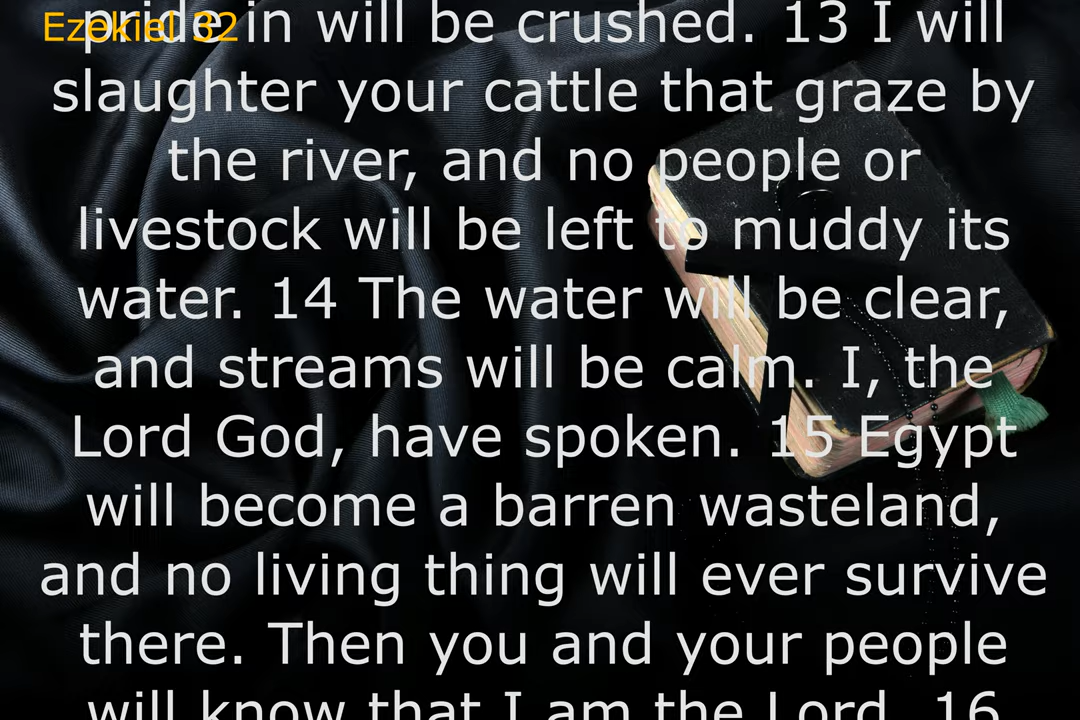 Ezekiel 32
pride in will be crushed. 13 I will
slaughter your cattle that graze by
the river, and no people or
livestock will be left to muddy its
water. 14 The water will be clear,
and streams will be calm. I, the
Lord God, have spoken. 15 Egypt
will become a barren wasteland,
and no living thing will ever survive
there. Then you and your people
will know that I am the Lord. 16